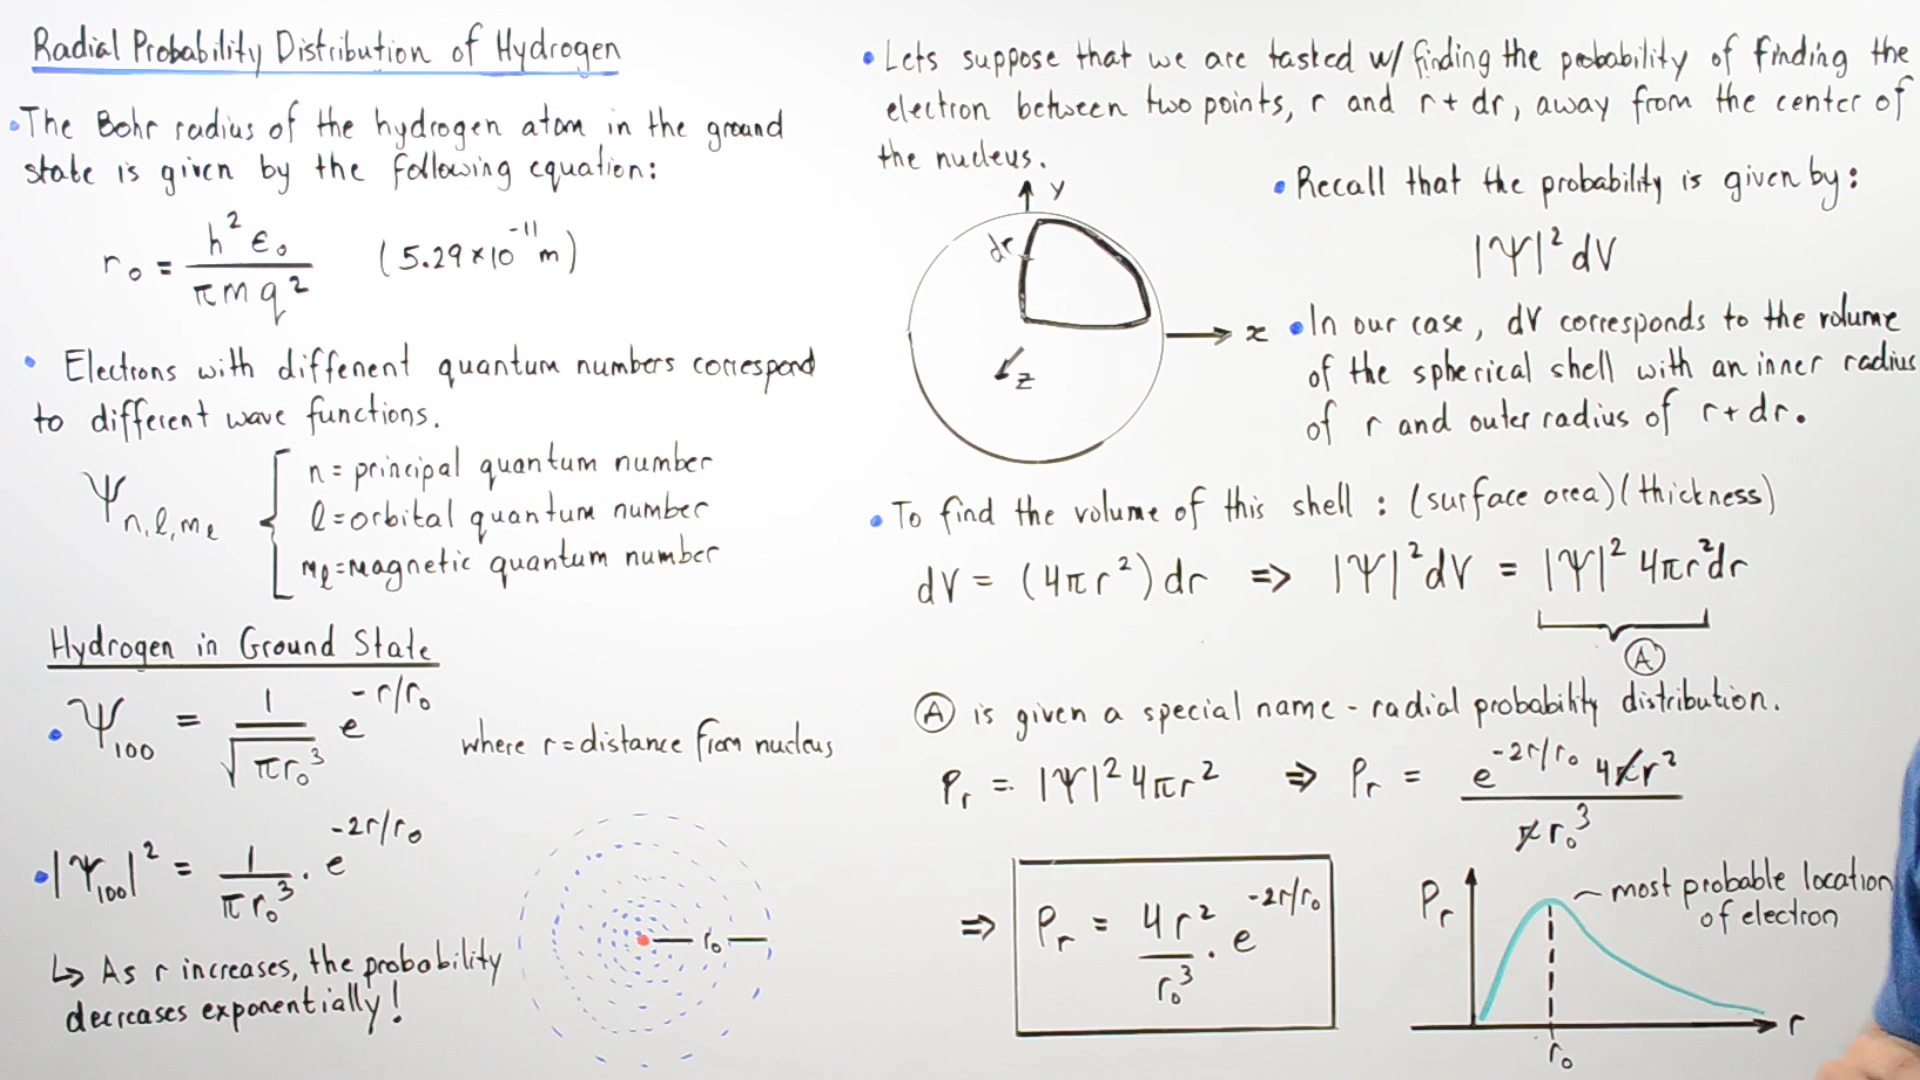 Radial Probability Distribution of Hydrogen
•The Bohr radius of the hydrogen atom in the ground
state is given by the following equation:
r₀ = h²ε₀ / πmq² (5.29×10⁻¹¹m)
• Electrons with different quantum numbers correspond
to different wave functions.
Ψn,l,mₗ { n = principal quantum number
l = orbital quantum number
mₗ = magnetic quantum number
Hydrogen in Ground State
• Ψ₁₀₀ = 1/√(πr₀³) e^(-r/r₀) where r = distance from nucleus
• |Ψ₁₀₀|² = 1/(πr₀³) · e^(-2r/r₀)
↳ As r increases, the probability
decreases exponentially!
r₀
• Lets suppose that we are tasked w/ finding the probability of finding the
electron between two points, r and r + dr, away from the center of
the nucleus.
y
dr
x
z
• Recall that the probability is given by:
|Ψ|² dV
• In our case, dV corresponds to the volume
of the spherical shell with an inner radius
of r and outer radius of r + dr.
• To find the volume of this shell : (surface area)(thickness)
dV = (4πr²) dr ⇒ |Ψ|² dV = |Ψ|² 4πr²dr
Ⓐ
Ⓐ is given a special name - radial probability distribution.
Pr = |Ψ|² 4πr² ⇒ Pr = e^(-2r/r₀) 4πr² / πr₀³
⇒ Pr = 4r²/r₀³ · e^(-2r/r₀)
Pr
most probable location
of electron
r
r₀